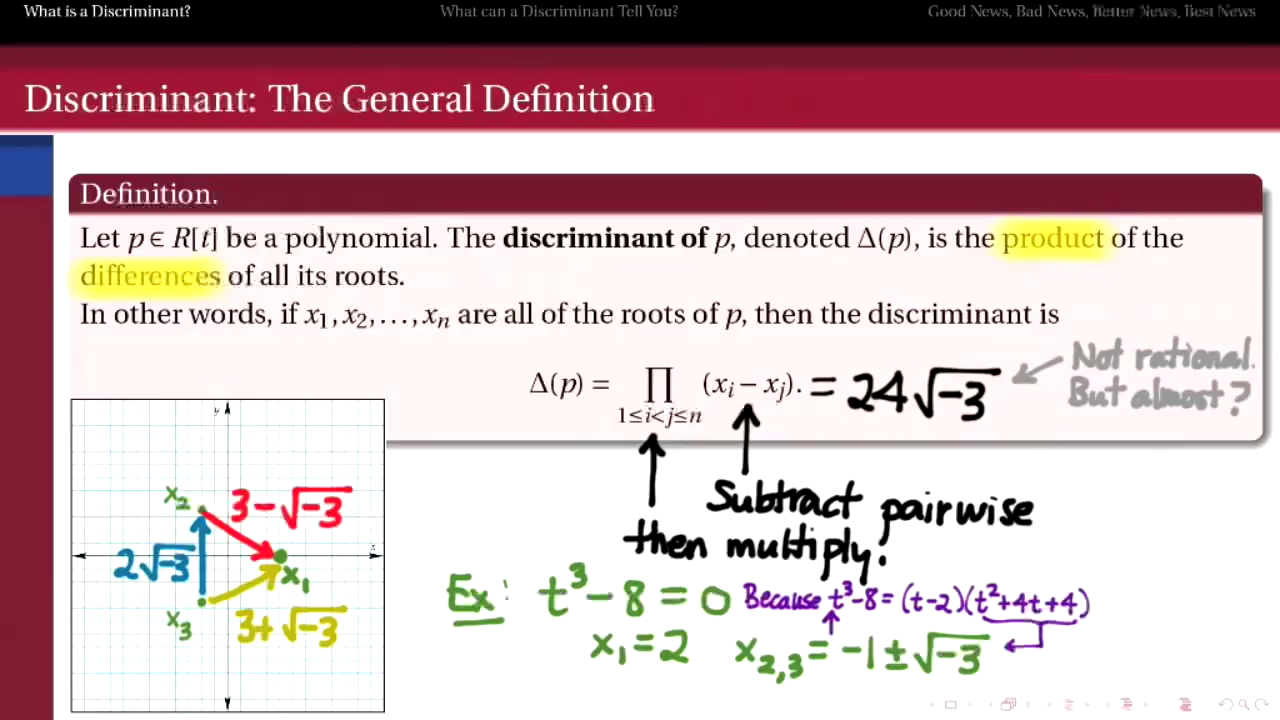 What is a Discriminant?
What can a Discriminant Tell You?
Good News, Bad News, Better News, Best News
Discriminant: The General Definition
Definition.
Let p ∈ R[t] be a polynomial. The discriminant of p, denoted Δ(p), is the product of the
differences of all its roots.
In other words, if x₁, x₂, …, xₙ are all of the roots of p, then the discriminant is
Δ(p) = ∏ (xᵢ − xⱼ). = 24√-3
1≤i<j≤n
Not rational.
But almost?
Subtract pairwise
then multiply!
Ex: t³ - 8 = 0 Because t³-8 = (t-2)(t²+4t+4)
x₁ = 2 x₂,₃ = -1 ± √-3
y
x
x₂ 3-√-3
2√-3 x₁
x₃ 3+√-3